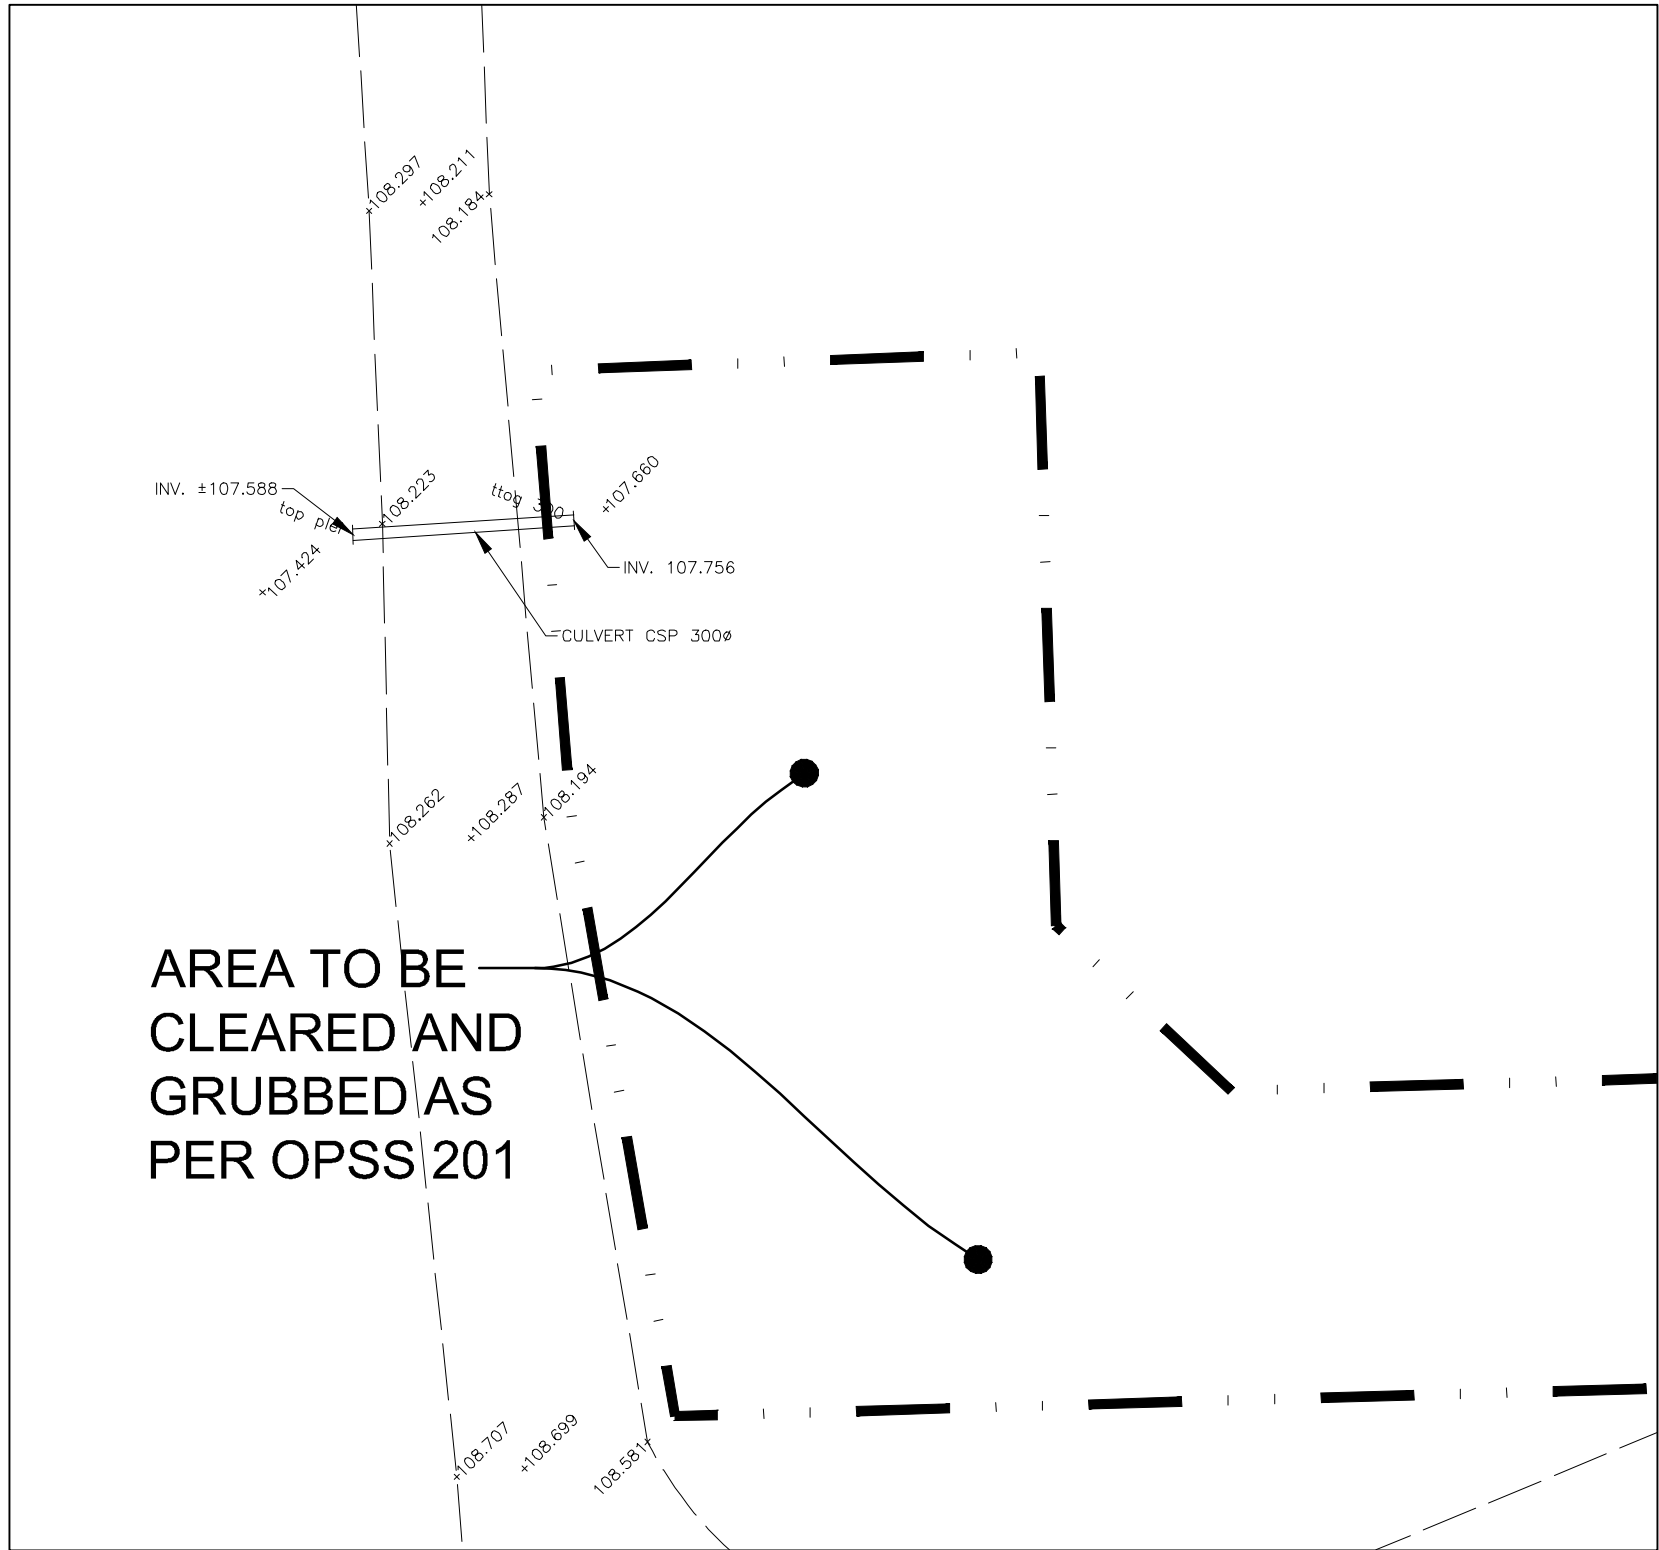 +108.297
+108.211
108.184+
INV. ±107.588
top pi
+108.223
ttog 300
+107.660
+107.424
INV. 107.756
CULVERT CSP 300ø
+108.262
+108.287
+108.194
AREA TO BE
CLEARED AND
GRUBBED AS
PER OPSS 201
+108.707
+108.699
108.581+